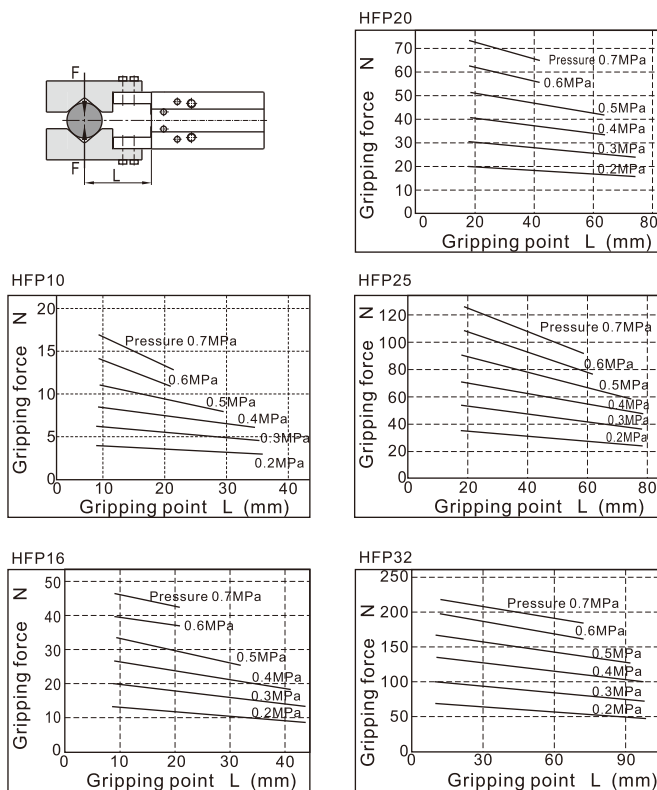 F
F
L
HFP20
Gripping force N
70
60
50
40
30
20
10
0
Pressure 0.7MPa
0.6MPa
0.5MPa
0.4MPa
0.3MPa
0.2MPa
0 20 40 60 80
Gripping point L (mm)
HFP10
Gripping force N
20
15
10
5
0
Pressure 0.7MPa
0.6MPa
0.5MPa
0.4MPa
0.3MPa
0.2MPa
0 10 20 30 40
Gripping point L (mm)
HFP25
Gripping force N
120
100
80
60
40
20
0
Pressure 0.7MPa
0.6MPa
0.5MPa
0.4MPa
0.3MPa
0.2MPa
0 20 40 60 80
Gripping point L (mm)
HFP16
Gripping force N
50
40
30
20
10
0
Pressure 0.7MPa
0.6MPa
0.5MPa
0.4MPa
0.3MPa
0.2MPa
0 10 20 30 40
Gripping point L (mm)
HFP32
Gripping force N
250
200
150
100
50
0
Pressure 0.7MPa
0.6MPa
0.5MPa
0.4MPa
0.3MPa
0.2MPa
0 30 60 90
Gripping point L (mm)